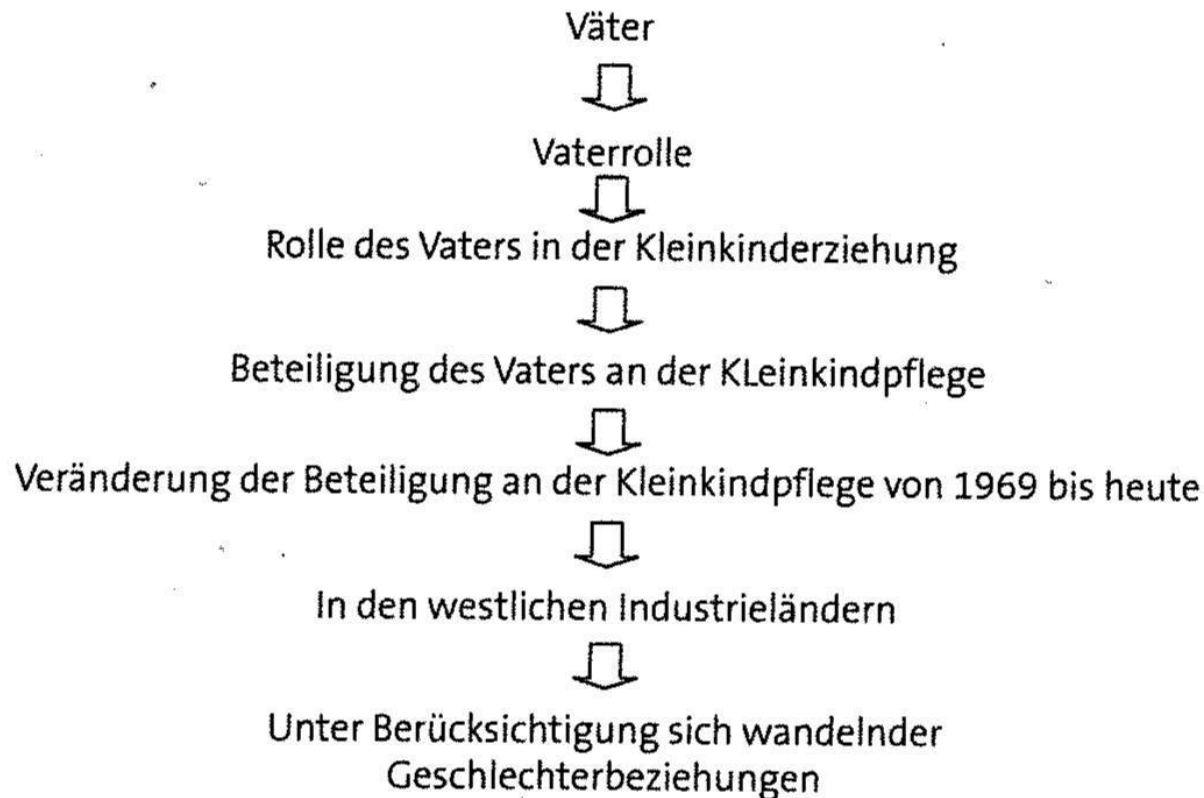 Väter
Vaterrolle
Rolle des Vaters in der Kleinkinderziehung
Beteiligung des Vaters an der KLeinkindpflege
Veränderung der Beteiligung an der Kleinkindpflege von 1969 bis heute
In den westlichen Industrieländern
Unter Berücksichtigung sich wandelnder
Geschlechterbeziehungen